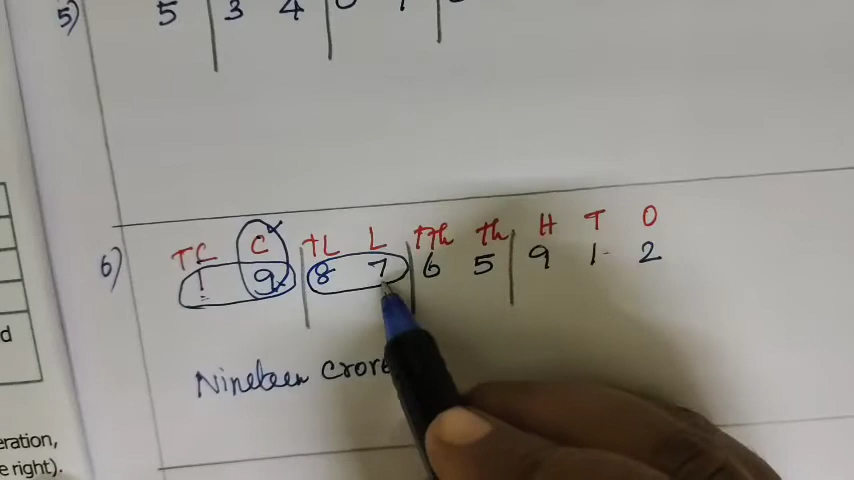 5) 5 3 4
TC C TL L TTh Th H T O
6) 1 9 8 7 6 5 9 1 2
Nineteen Crore
d
eration,
e right).